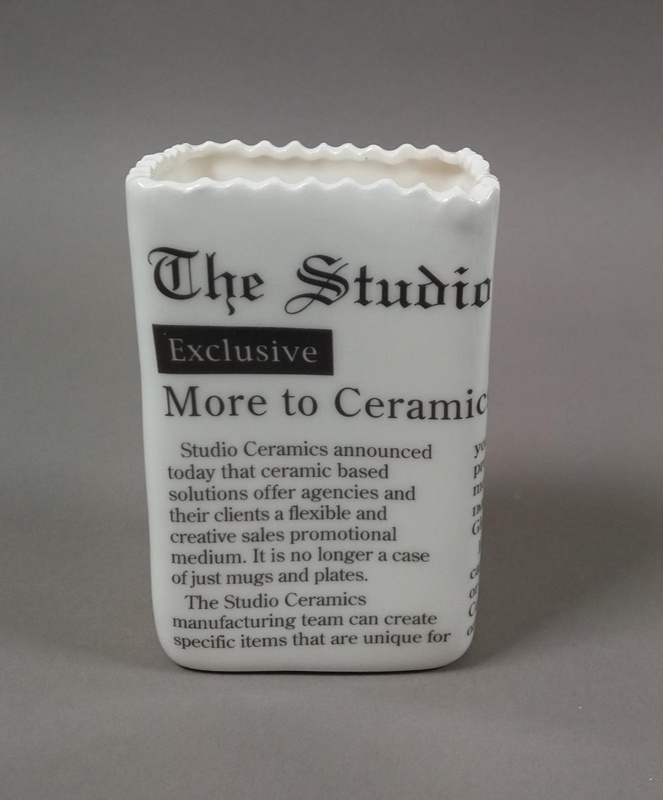 The Studio
Exclusive
More to Ceramic
Studio Ceramics announced
today that ceramic based
solutions offer agencies and
their clients a flexible and
creative sales promotional
medium. It is no longer a case
of just mugs and plates.
The Studio Ceramics
manufacturing team can create
specific items that are unique for